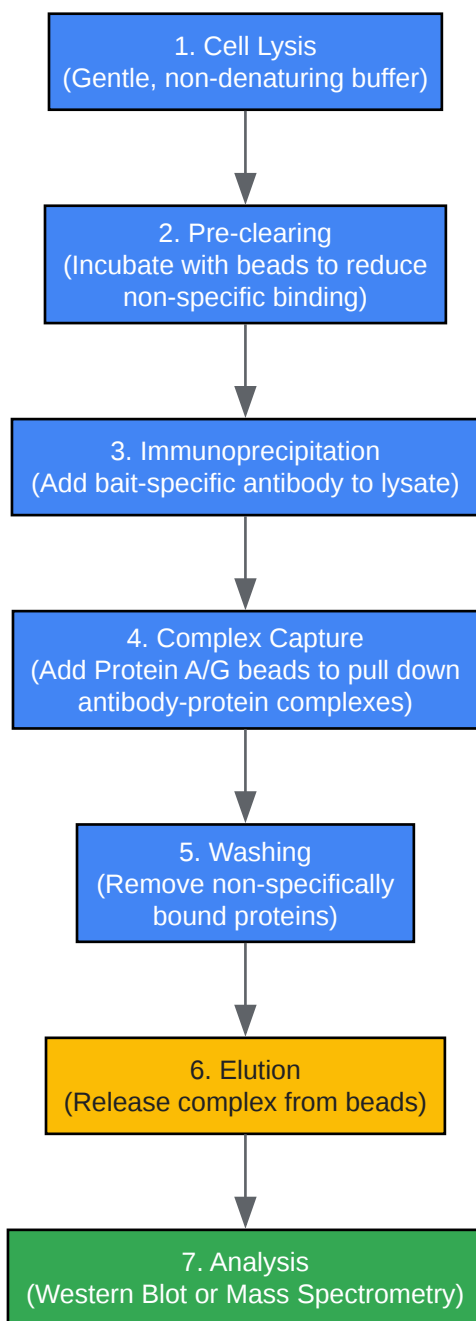 1. Cell Lysis
(Gentle, non-denaturing buffer)
2. Pre-clearing
(Incubate with beads to reduce
non-specific binding)
3. Immunoprecipitation
(Add bait-specific antibody to lysate)
4. Complex Capture
(Add Protein A/G beads to pull down
antibody-protein complexes)
5. Washing
(Remove non-specifically
bound proteins)
6. Elution
(Release complex from beads)
7. Analysis
(Western Blot or Mass Spectrometry)